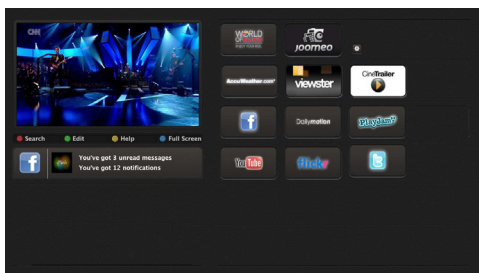 CNN
Search
Edit
Help
Full Screen
You've got 3 unread messages
You've got 12 notifications
WORLD
Joomeo
AccuWeather.com
viewster
CineTrailer
Dailymotion
PlayJam
YouTube
flickr